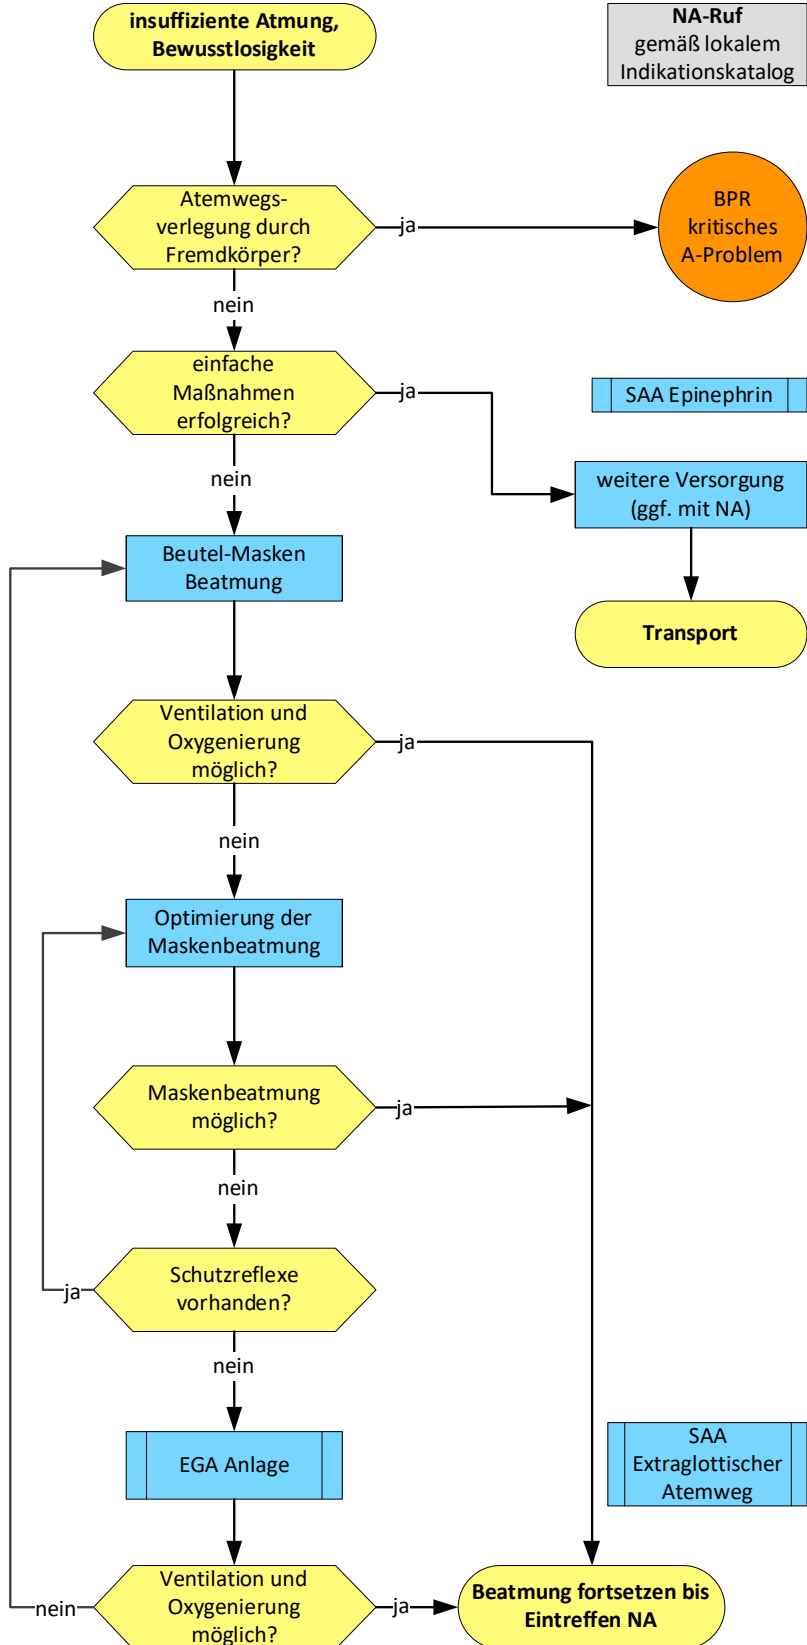 insuffiziente Atmung,
Bewusstlosigkeit
NA-Ruf
gemäß lokalem
Indikationskatalog
Atemwegs-
verlegung durch
Fremdkörper?
ja
BPR
kritisches
A-Problem
nein
einfache
Maßnahmen
erfolgreich?
ja
SAA Epinephrin
nein
weitere Versorgung
(ggf. mit NA)
Beutel-Masken
Beatmung
Transport
Ventilation und
Oxygenierung
möglich?
ja
nein
Optimierung der
Maskenbeatmung
Maskenbeatmung
möglich?
ja
nein
Schutzreflexe
vorhanden?
ja
nein
EGA Anlage
SAA
Extraglottischer
Atemweg
Ventilation und
Oxygenierung
möglich?
nein
ja
Beatmung fortsetzen bis
Eintreffen NA